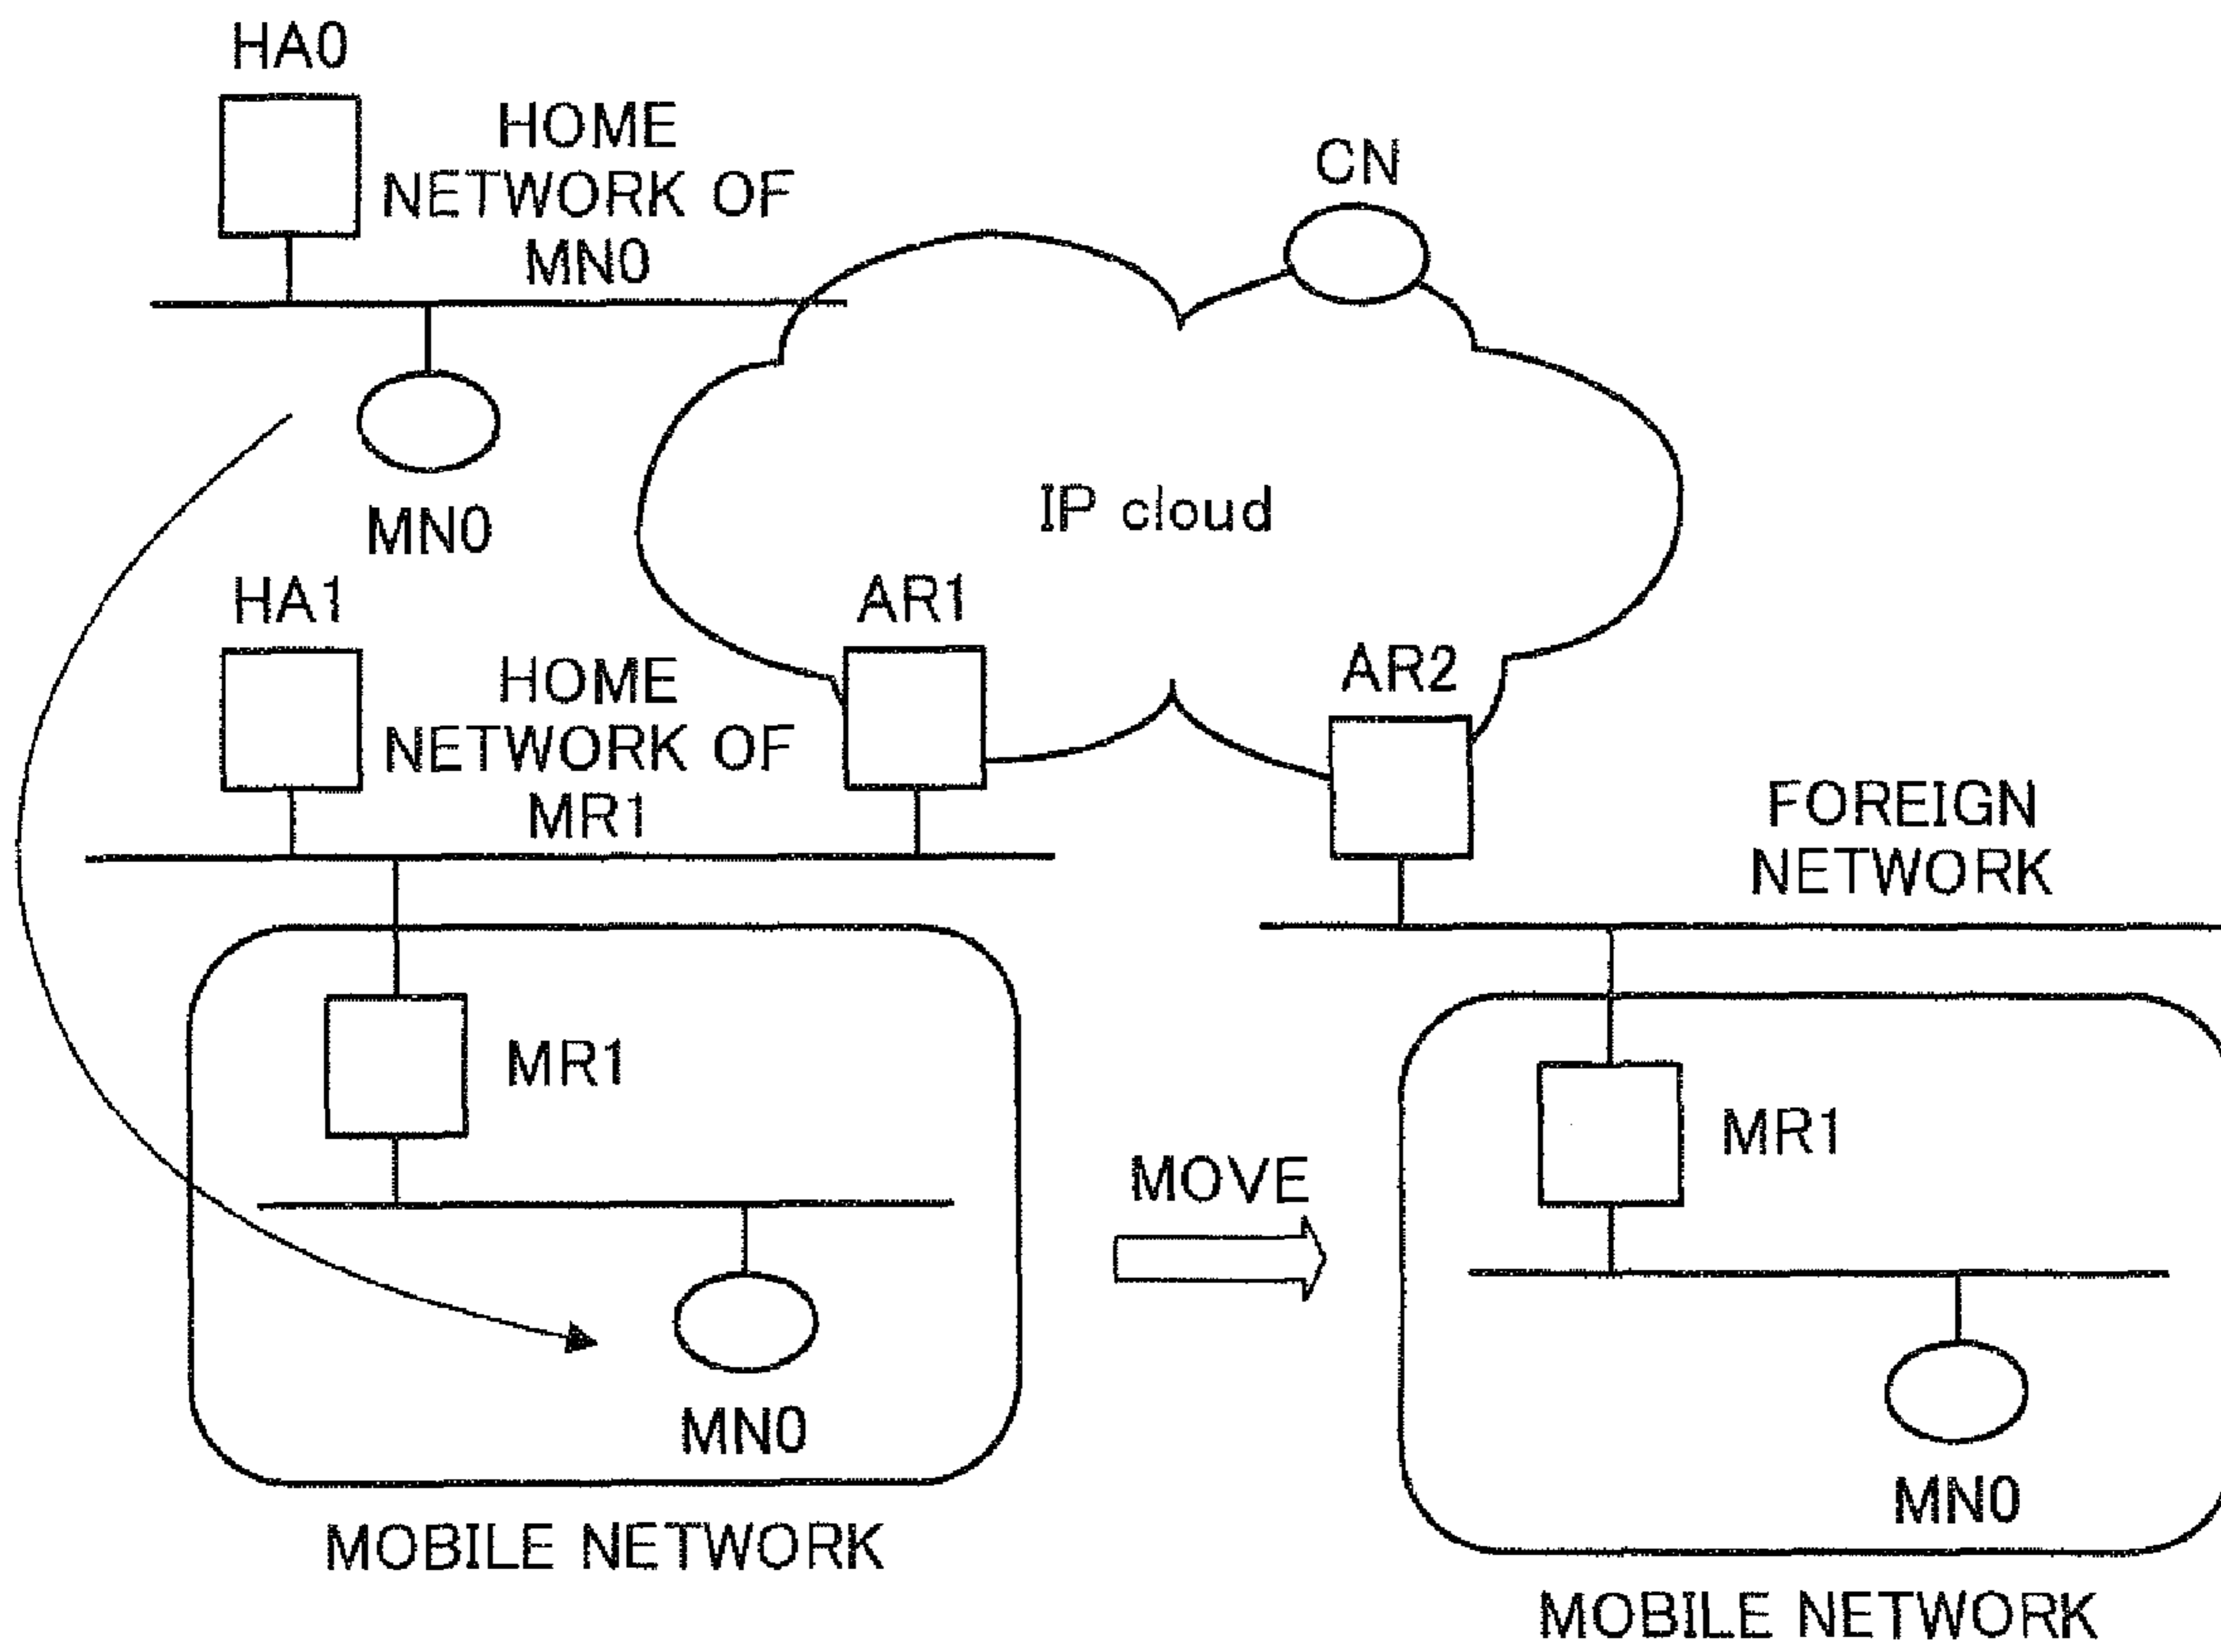 HA0
HOME
NETWORK OF
MN0
CN
MN0
IP cloud
HA1
HOME
NETWORK OF
MR1
AR1
AR2
FOREIGN
NETWORK
MR1
MN0
MOBILE NETWORK
MOVE
MR1
MN0
MOBILE NETWORK